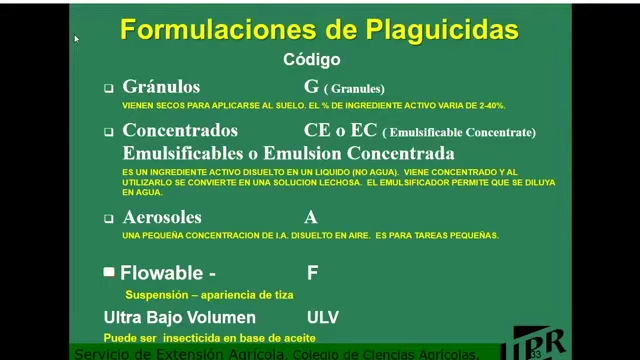 Formulaciones de Plaguicidas
Código
Gránulos G ( Granules)
VIENEN SECOS PARA APLICARSE AL SUELO. EL % DE INGREDIENTE ACTIVO VARIA DE 2-40%.
Concentrados CE o EC ( Emulsificable Concentrate)
Emulsificables o Emulsion Concentrada
ES UN INGREDIENTE ACTIVO DISUELTO EN UN LIQUIDO (NO AGUA). VIENE CONCENTRADO Y AL
UTILIZARLO SE CONVIERTE EN UNA SOLUCION LECHOSA. EL EMULSIFICADOR PERMITE QUE SE DILUYA
EN AGUA.
Aerosoles A
UNA PEQUEÑA CONCENTRACION DE I.A. DISUELTO EN AIRE. ES PARA TAREAS PEQUEÑAS.
Flowable - F
Suspensión – apariencia de tiza
Ultra Bajo Volumen ULV
Puede ser insecticida en base de aceite
Servicio de Extensión Agrícola, Colegio de Ciencias Agrícolas,
UPR
33